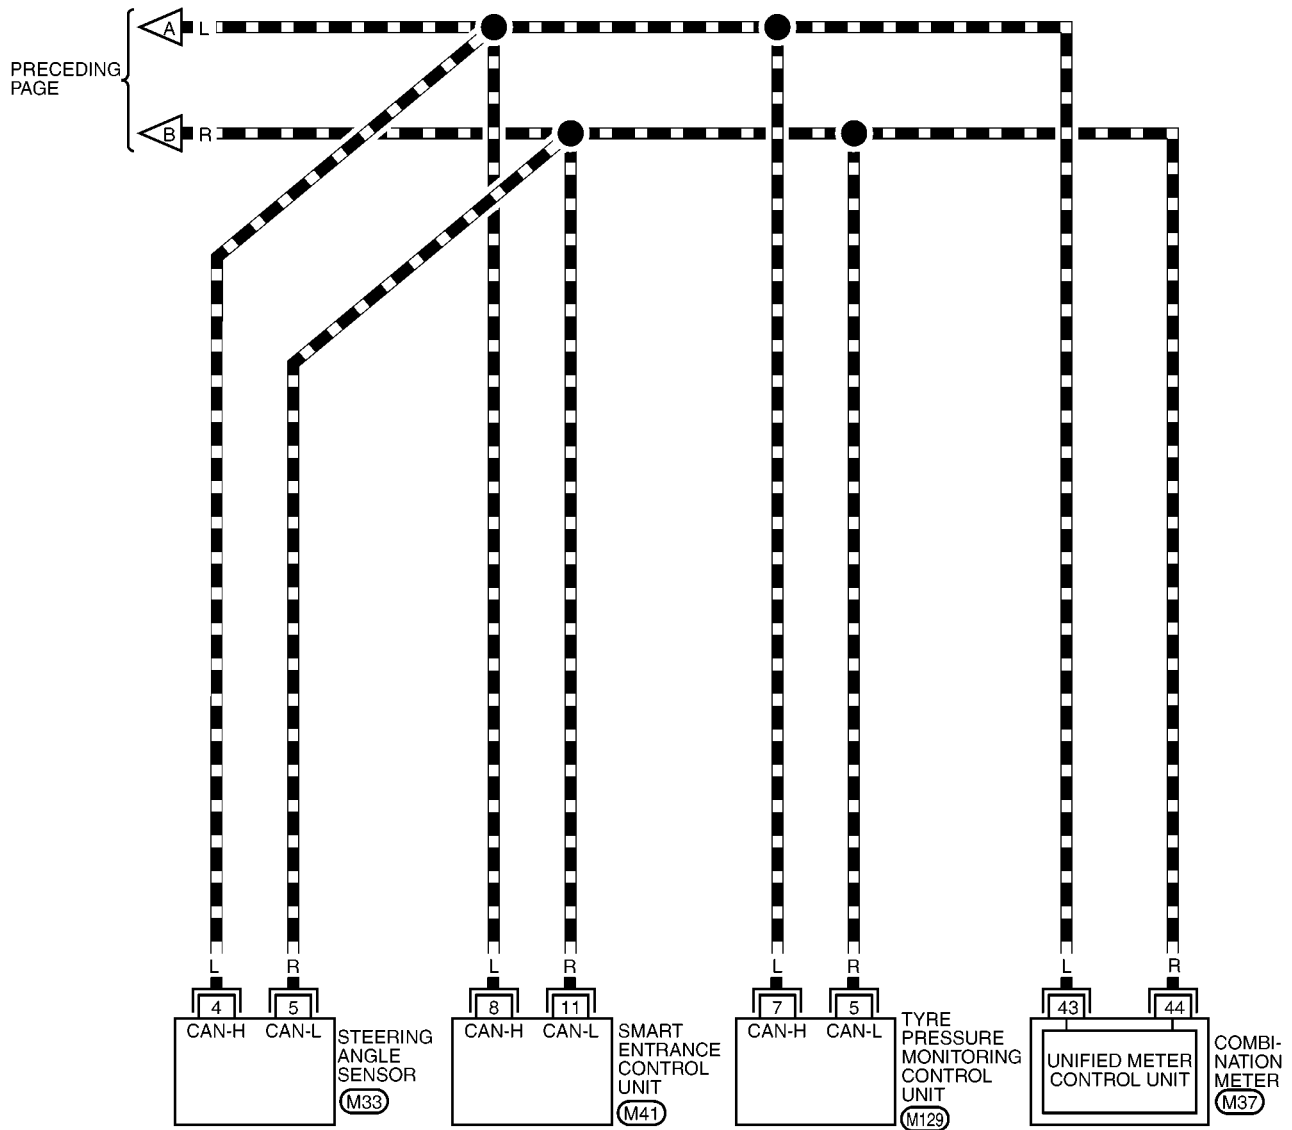 PRECEDING
PAGE
A L
B R
L R L R L R L R
4 5 8 11 7 5 43 44
CAN-H CAN-L CAN-H CAN-L CAN-H CAN-L
STEERING
ANGLE
SENSOR
M33
SMART
ENTRANCE
CONTROL
UNIT
M41
TYRE
PRESSURE
MONITORING
CONTROL
UNIT
M129
UNIFIED METER
CONTROL UNIT
COMBI-
NATION
METER
M37